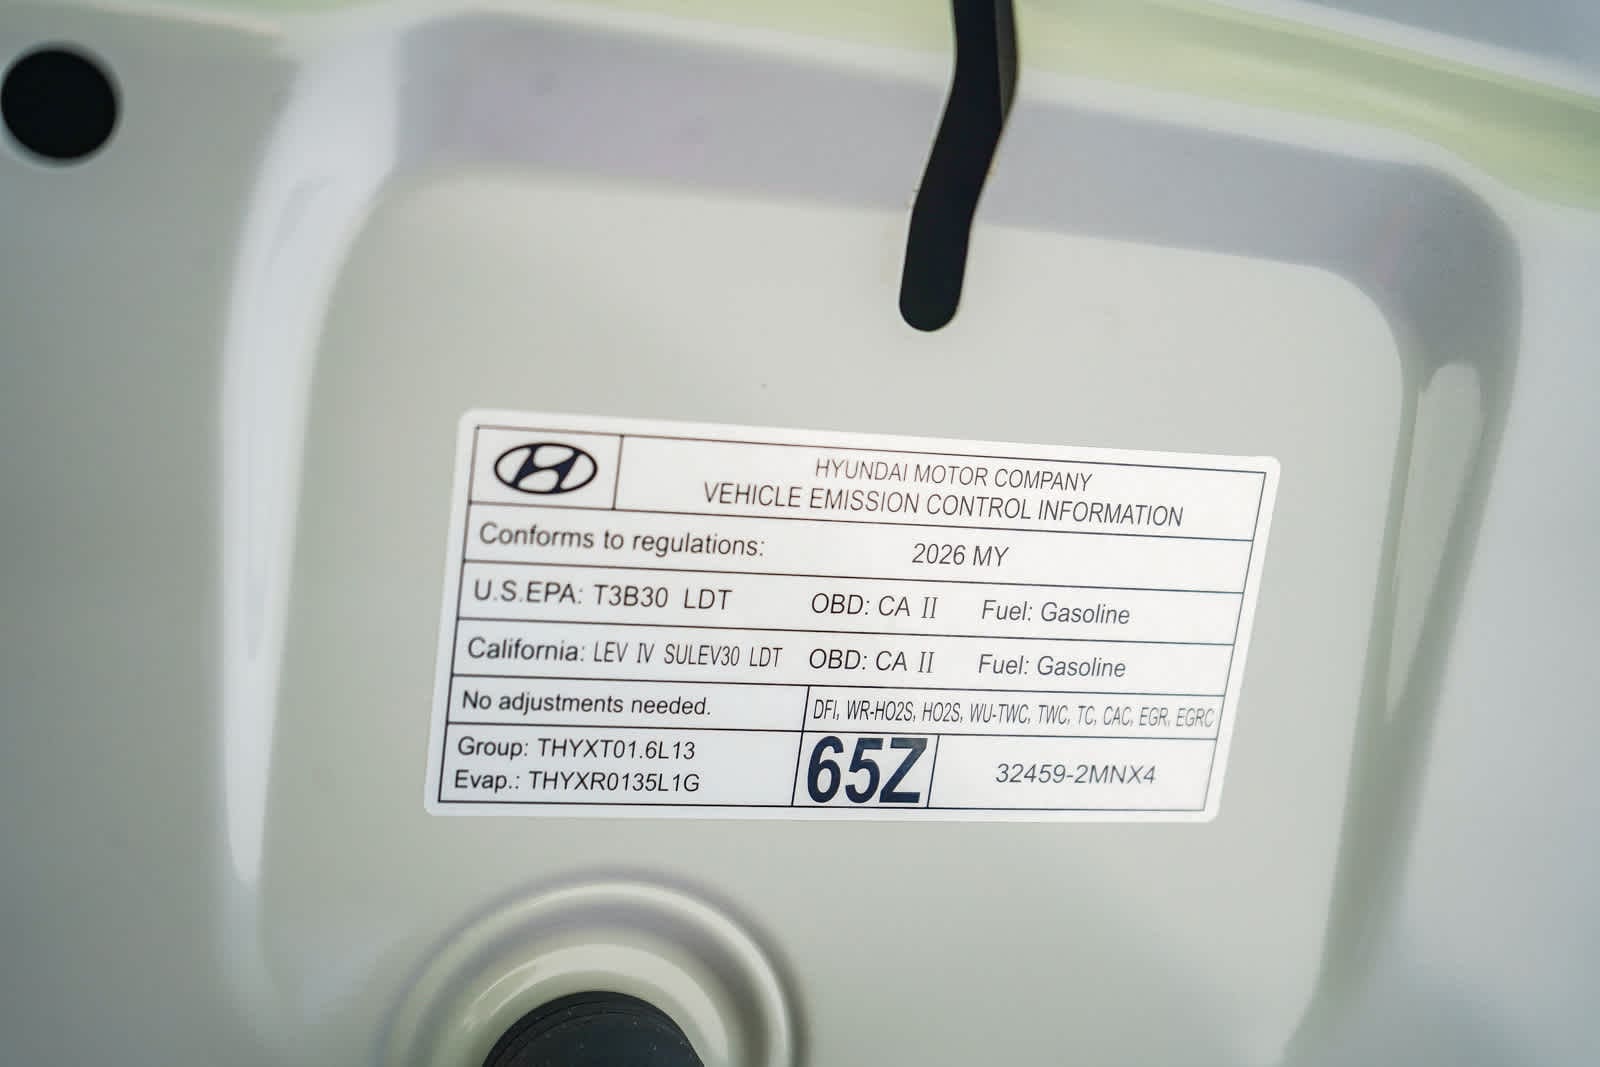 HYUNDAI MOTOR COMPANY
VEHICLE EMISSION CONTROL INFORMATION
Conforms to regulations: 2026 MY
U.S.EPA: T3B30 LDT OBD: CA II Fuel: Gasoline
California: LEV IV SULEV30 LDT OBD: CA II Fuel: Gasoline
No adjustments needed. DFI, WR-HO2S, HO2S, WU-TWC, TWC, TC, CAC, EGR, EGRC
Group: THYXT01.6L13
Evap.: THYXR0135L1G
65Z
32459-2MNX4